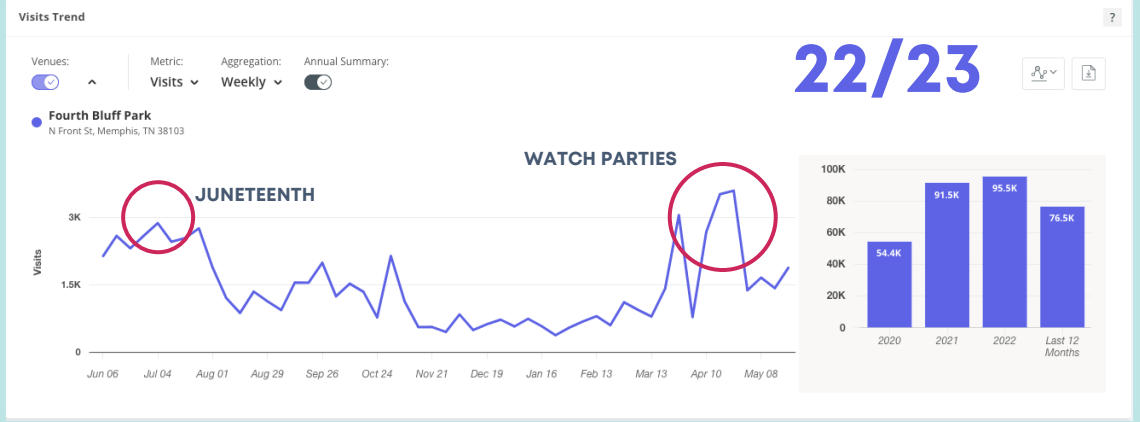 Visits Trend
?
22/23
Venues:
Metric:
Aggregation:
Annual Summary:
Visits
Weekly
Fourth Bluff Park
N Front St, Memphis, TN 38103
WATCH PARTIES
JUNETEENTH
Visits
3K
1.5K
0
Jun 06
Jul 04
Aug 01
Aug 29
Sep 26
Oct 24
Nov 21
Dec 19
Jan 16
Feb 13
Mar 13
Apr 10
May 08
100K
80K
60K
40K
20K
0
54.4K
91.5K
95.5K
76.5K
2020
2021
2022
Last 12
Months